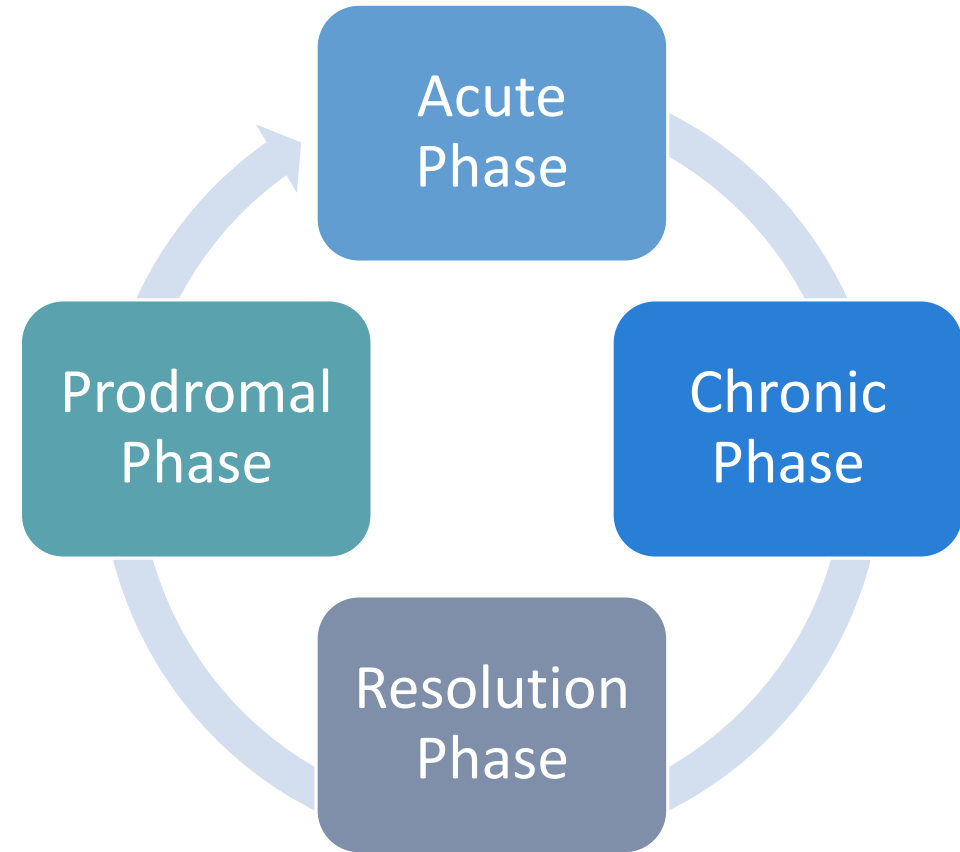 Acute
Phase
Chronic
Phase
Resolution
Phase
Prodromal
Phase